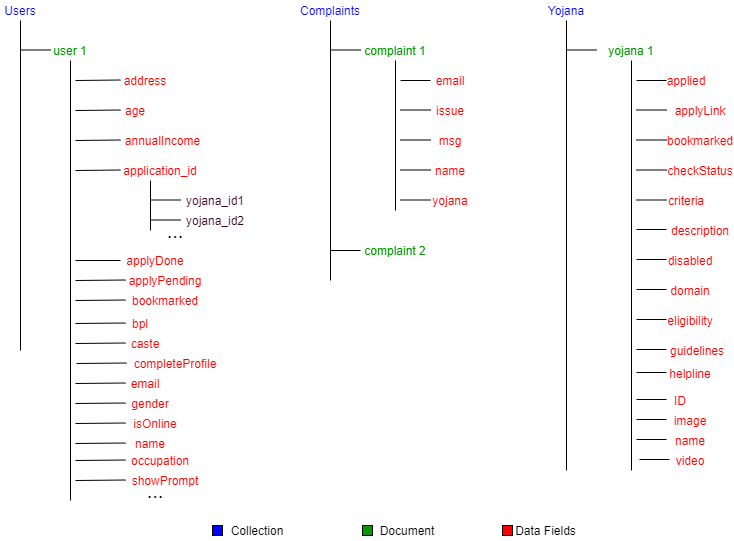 Users
user 1
address
age
annualIncome
application_id
yojana_id1
yojana_id2
...
applyDone
applyPending
bookmarked
bpl
caste
completeProfile
email
gender
isOnline
name
occupation
showPrompt
...
Complaints
complaint 1
email
issue
msg
name
yojana
complaint 2
Yojana
yojana 1
applied
applyLink
bookmarked
checkStatus
criteria
description
disabled
domain
eligibility
guidelines
helpline
ID
image
name
video
Collection
Document
Data Fields